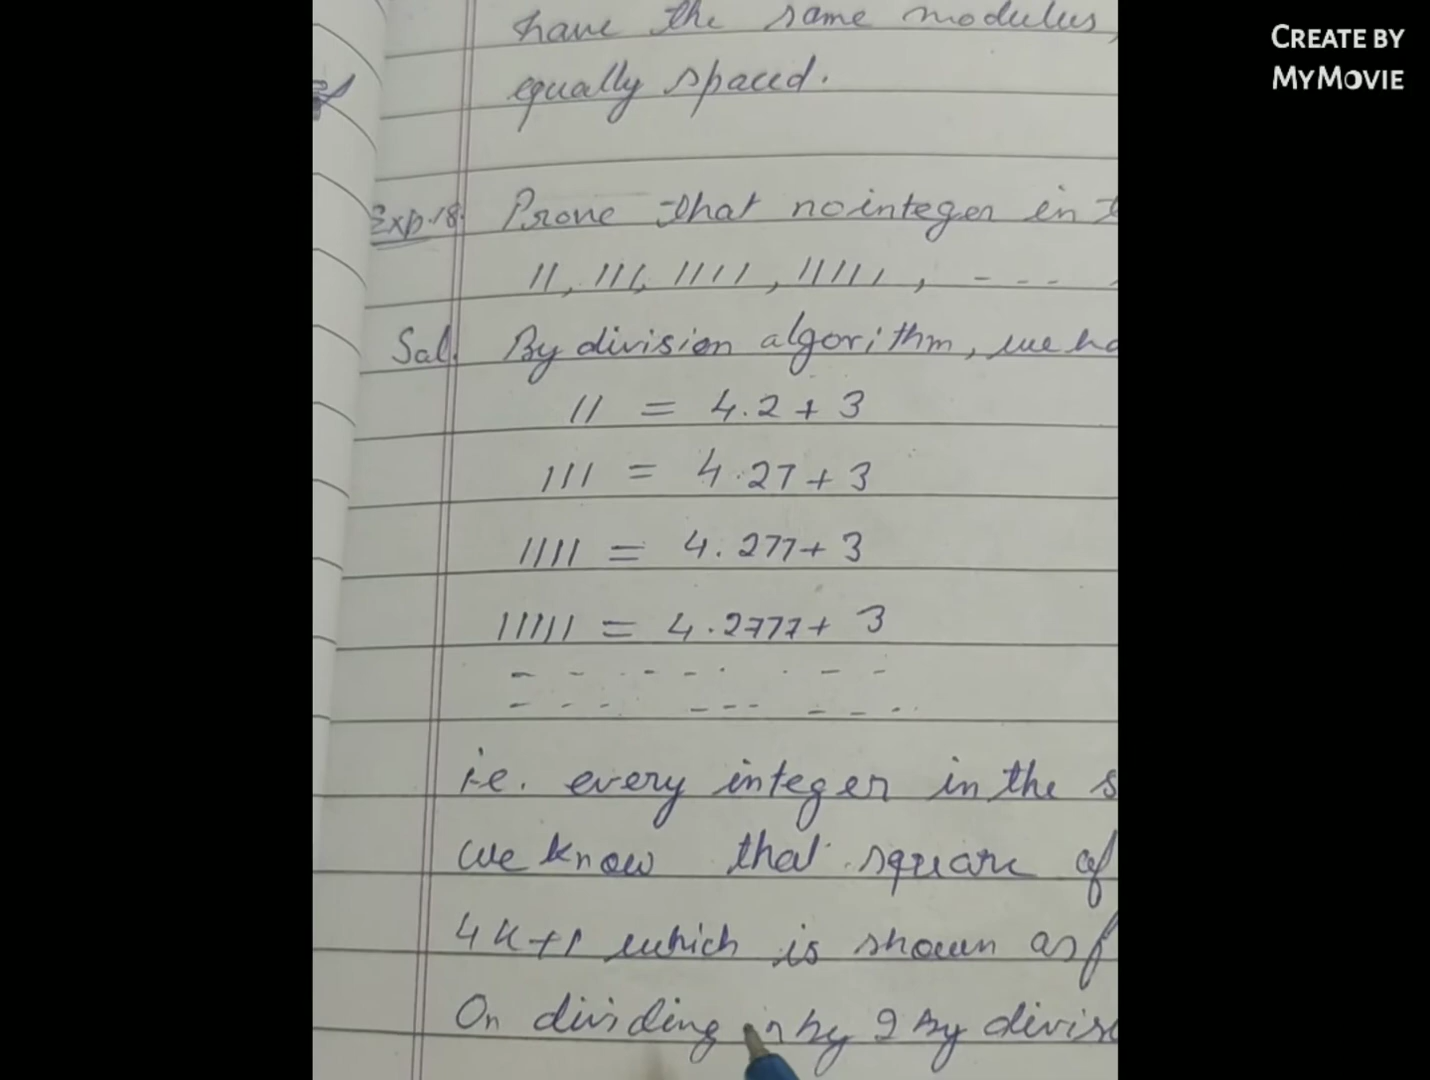 CREATE BY
MYMOVIE
have the same modulus,
equally spaced.
Exp.18. Prove that no integer in
11, 111, 1111, 11111, - - - -
Sol. By division algorithm, we
11 = 4.2 + 3
111 = 4.27 + 3
1111 = 4.277 + 3
11111 = 4.2777 + 3
i.e. every integer in the
we know that square of
4k+1 which is shown as
On dividing n by 2 by